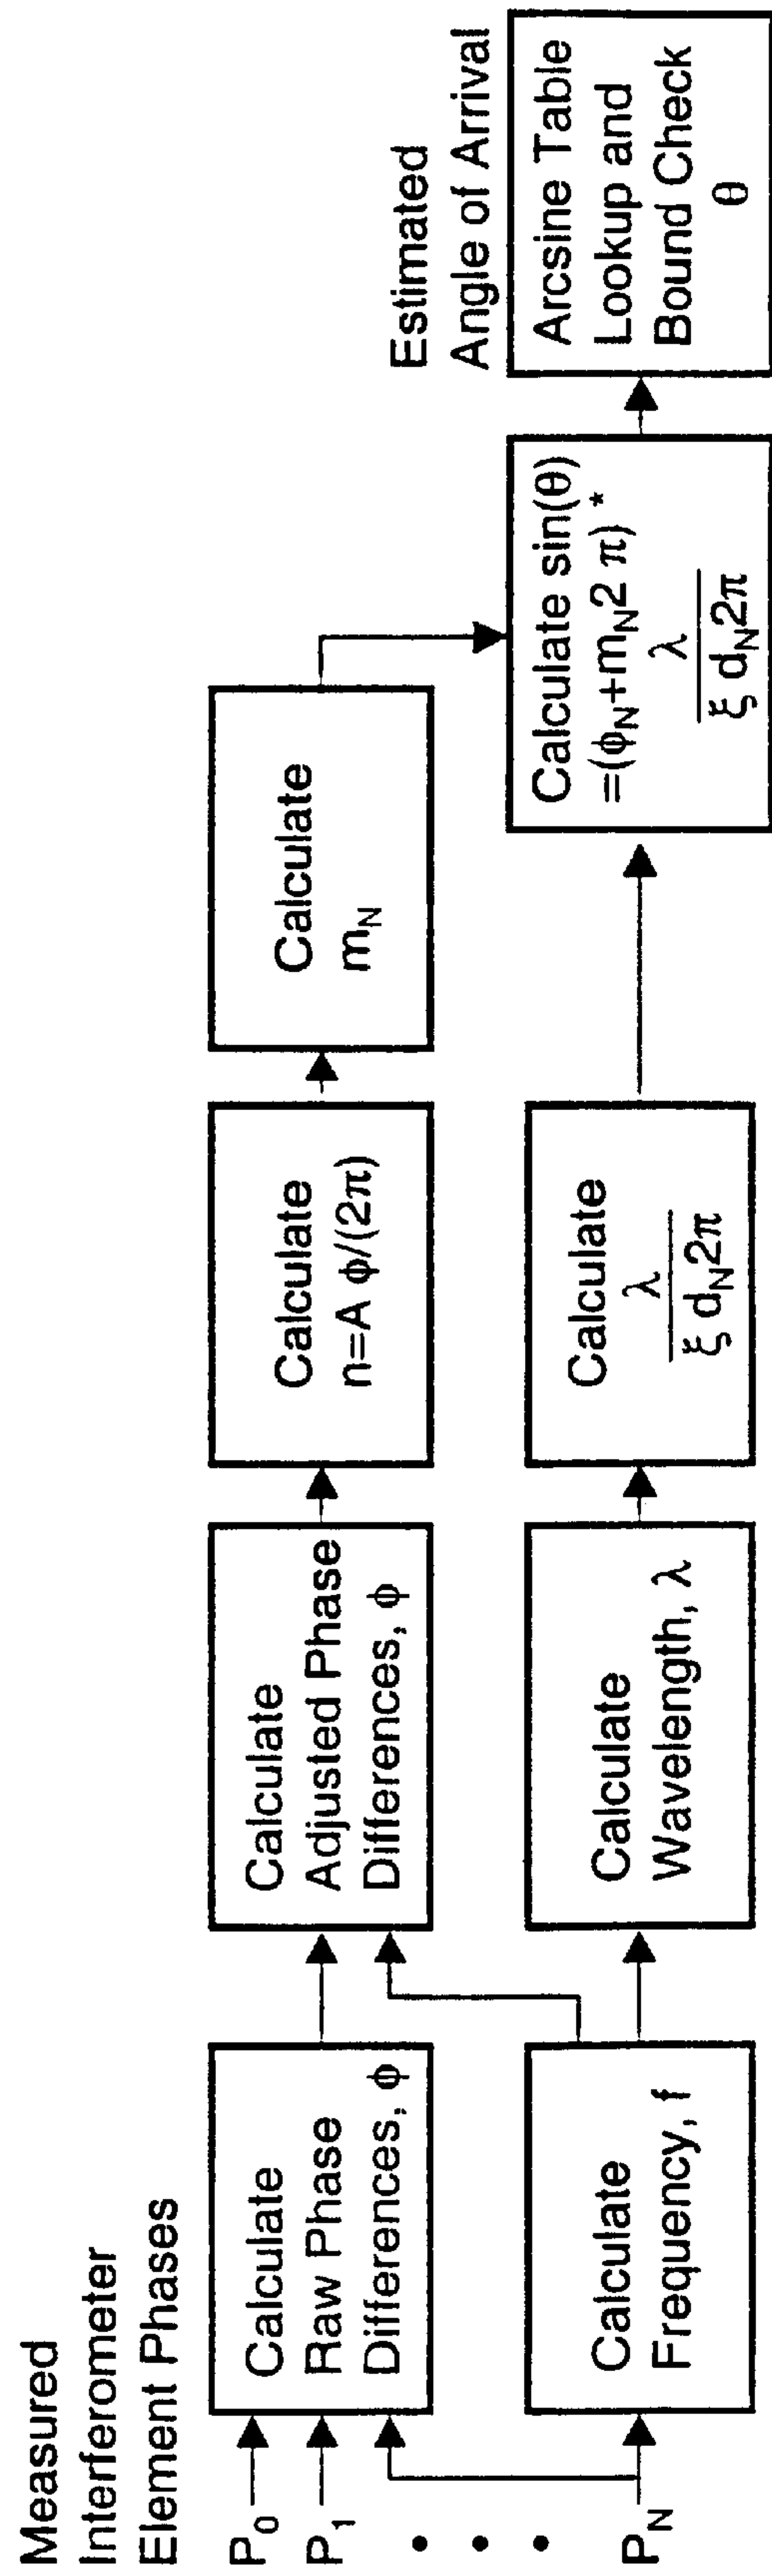 Measured
Interferometer
Element Phases
P0
P1
PN
Calculate
Raw Phase
Differences, ϕ
Calculate
Frequency, f
Calculate
Adjusted Phase
Differences, ϕ
Calculate
Wavelength, λ
Calculate
n=A ϕ/(2π)
Calculate
λ
ξ dN2π
Calculate
mN
Calculate sin(θ)
=(ϕN+mN2 π) *
λ
ξ dN2π
Estimated
Angle of Arrival
Arcsine Table
Lookup and
Bound Check
θ